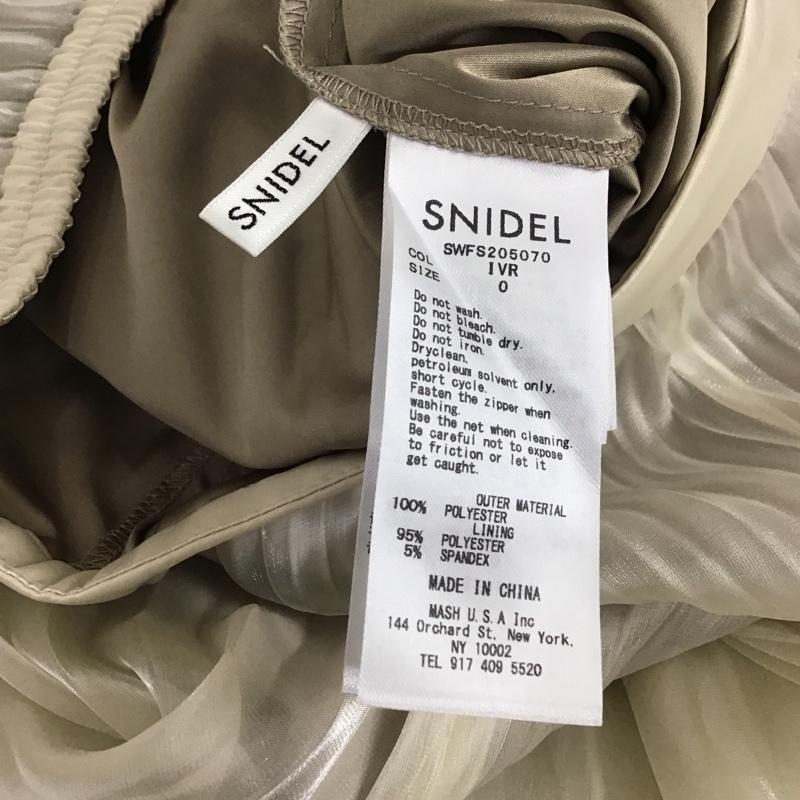 SNIDEL
SNIDEL
SWFS205070
COL IVR
SIZE 0
Do not wash.
Do not bleach.
Do not tumble dry.
Do not iron.
Dryclean.
petroleum solvent only.
short cycle.
Fasten the zipper when
washing.
Use the net when cleaning.
Be careful not to expose
to friction or let it
get caught.
OUTER MATERIAL
100% POLYESTER
LINING
95% POLYESTER
5% SPANDEX
MADE IN CHINA
MASH U.S.A Inc
144 Orchard St, New York,
NY 10002
TEL 917 409 5520